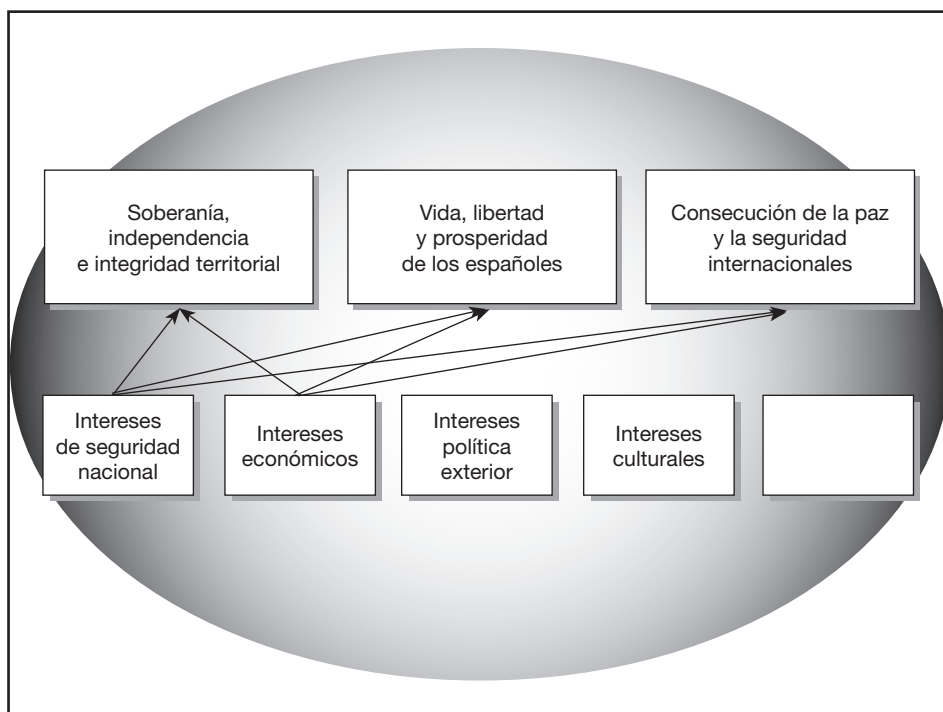 Soberanía,
independencia
e integridad territorial
Vida, libertad
y prosperidad
de los españoles
Consecución de la paz
y la seguridad
internacionales
Intereses
de seguridad
nacional
Intereses
económicos
Intereses
política
exterior
Intereses
culturales